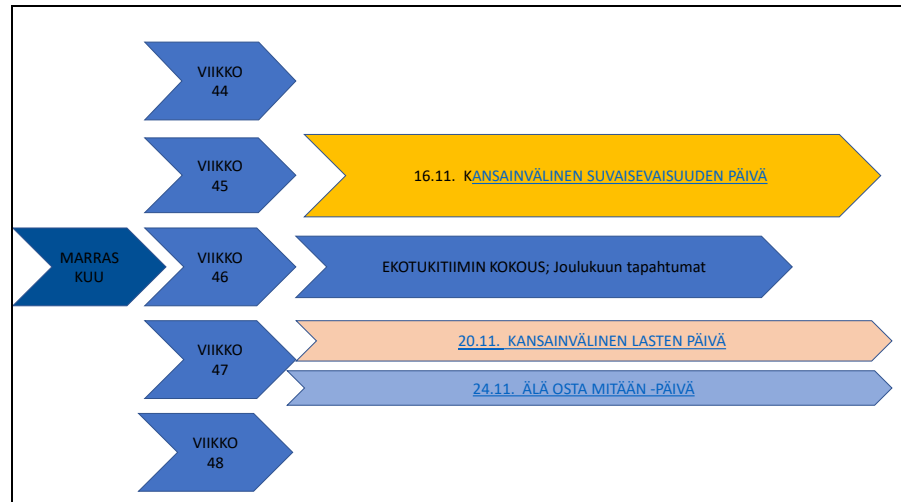 VIIKKO
44
VIIKKO
45
16.11. KANSAINVÄLINEN SUVAISEVAISUUDEN PÄIVÄ
MARRAS
KUU
VIIKKO
46
EKOTUKITIIMIN KOKOUS; Joulukuun tapahtumat
VIIKKO
47
20.11. KANSAINVÄLINEN LASTEN PÄIVÄ
24.11. ÄLÄ OSTA MITÄÄN -PÄIVÄ
VIIKKO
48